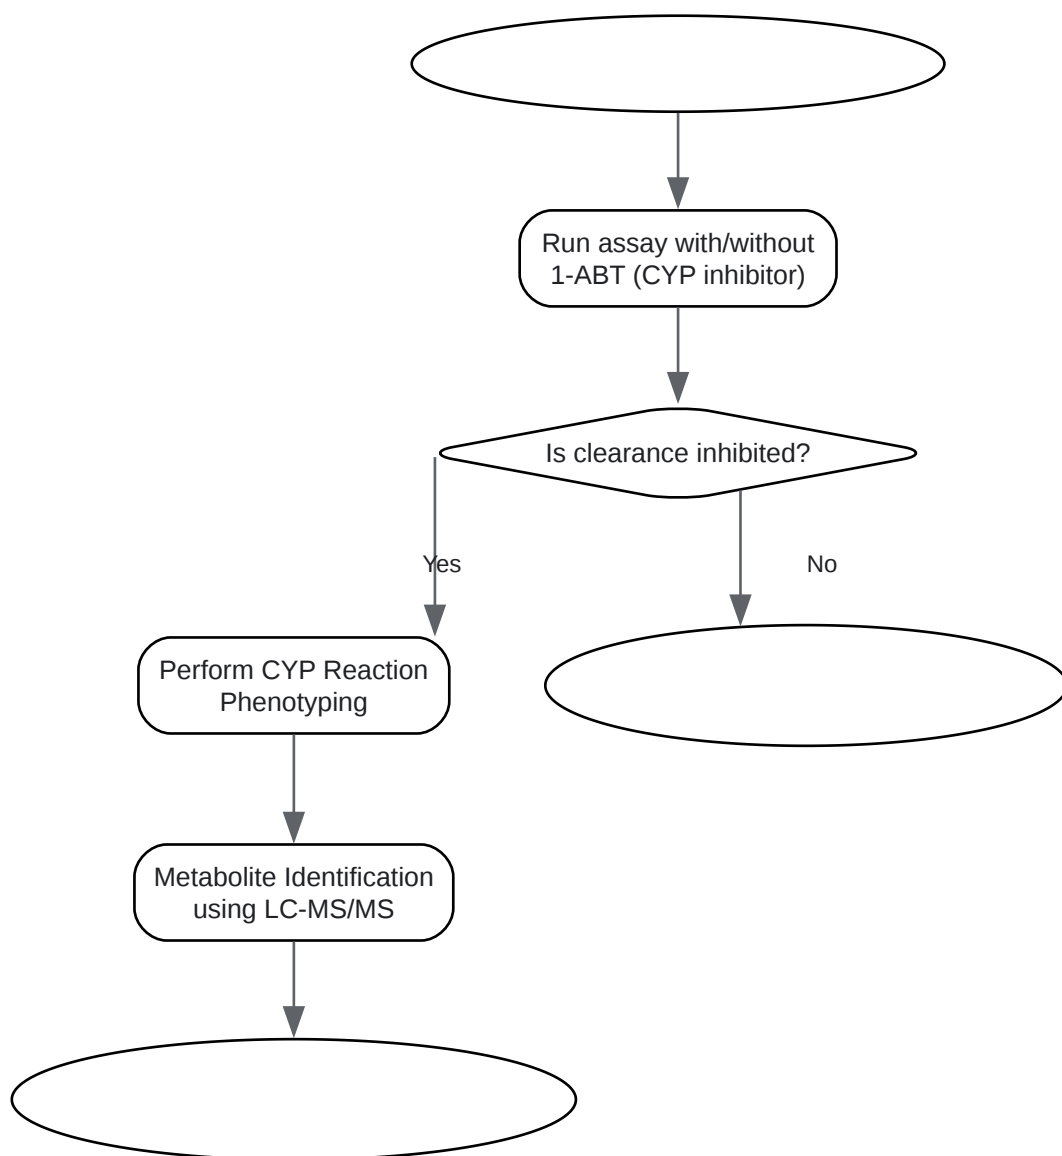 Run assay with/without
1-ABT (CYP inhibitor)
Is clearance inhibited?
Yes
No
Perform CYP Reaction
Phenotyping
Metabolite Identification
using LC-MS/MS